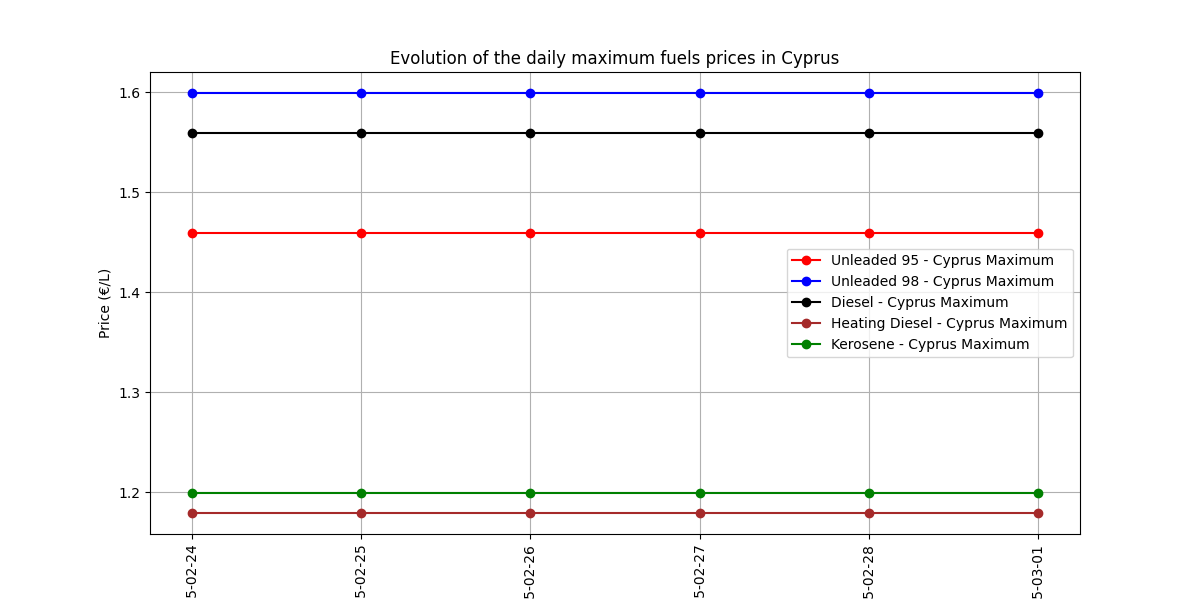 Evolution of the daily maximum fuels prices in Cyprus
Price (€/L)
1.6
1.5
1.4
1.3
1.2
Unleaded 95 - Cyprus Maximum
Unleaded 98 - Cyprus Maximum
Diesel - Cyprus Maximum
Heating Diesel - Cyprus Maximum
Kerosene - Cyprus Maximum
5-02-24
5-02-25
5-02-26
5-02-27
5-02-28
5-03-01